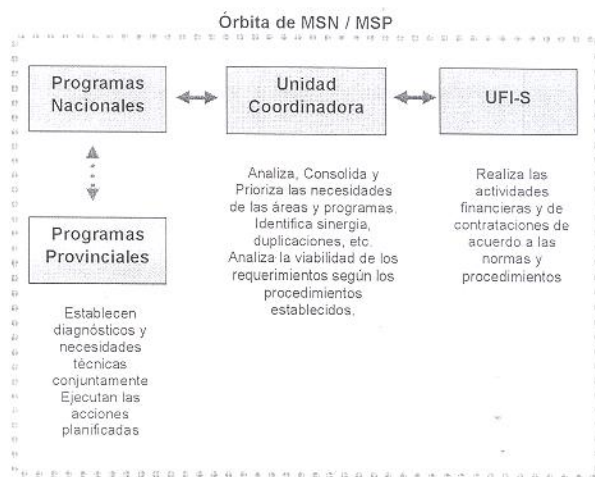 Órbita de MSN / MSP
Programas
Nacionales
Unidad
Coordinadora
UFI-S
Analiza, Consolida y
Prioriza las necesidades
de las áreas y programas.
Identifica sinergia,
duplicaciones, etc.
Analiza la viabilidad de los
requerimientos según los
procedimientos
establecidos.
Realiza las
actividades
financieras y de
contrataciones de
acuerdo a las
normas y
procedimientos
Programas
Provinciales
Establecen
diagnósticos y
necesidades
técnicas
conjuntamente
Ejecutan las
acciones
planificadas